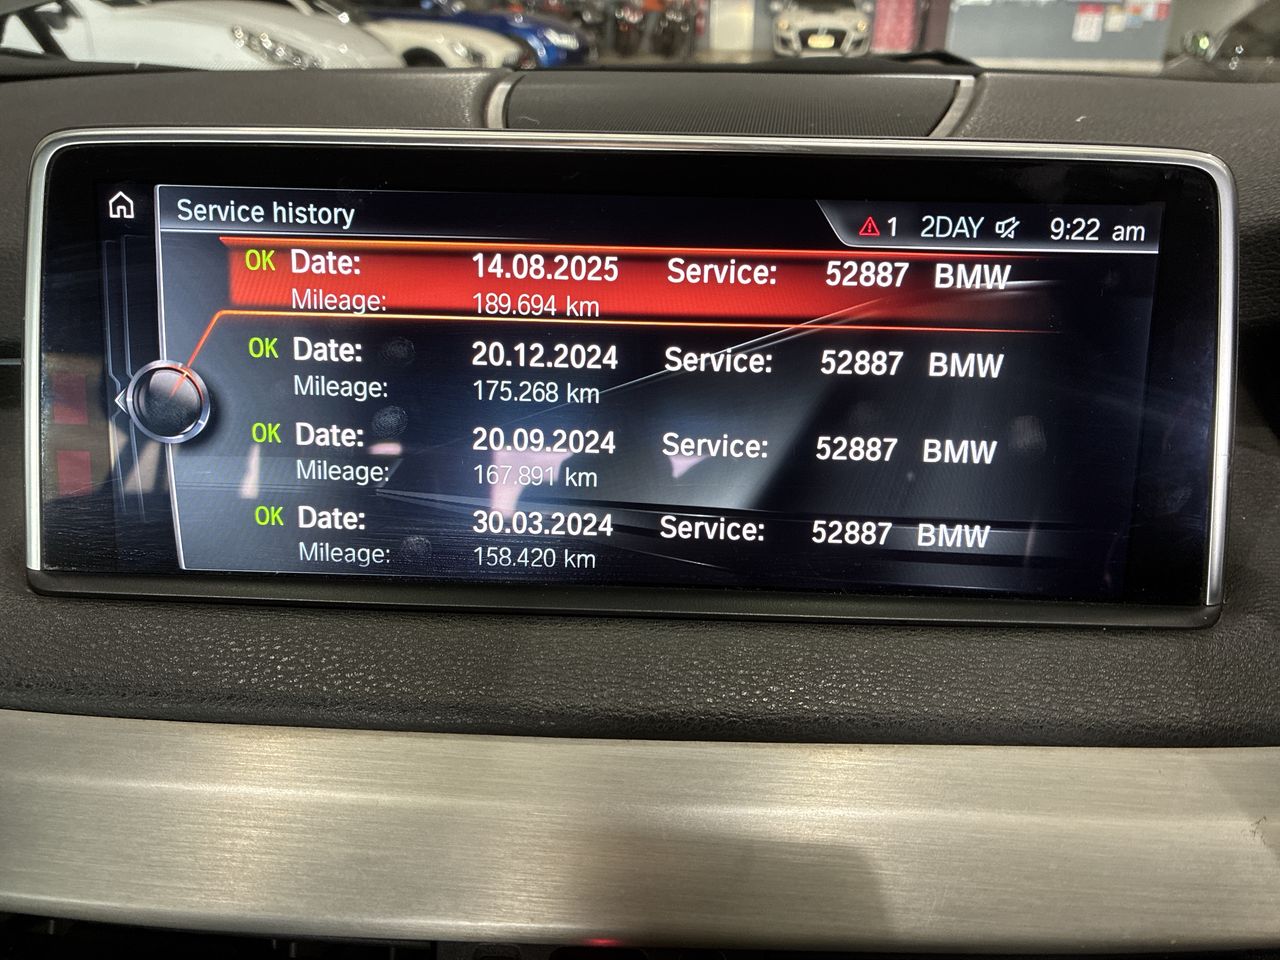 Service history 1 2DAY 9:22 am
OK Date: 14.08.2025 Service: 52887 BMW
Mileage: 189.694 km
OK Date: 20.12.2024 Service: 52887 BMW
Mileage: 175.268 km
OK Date: 20.09.2024 Service: 52887 BMW
Mileage: 167.891 km
OK Date: 30.03.2024 Service: 52887 BMW
Mileage: 158.420 km